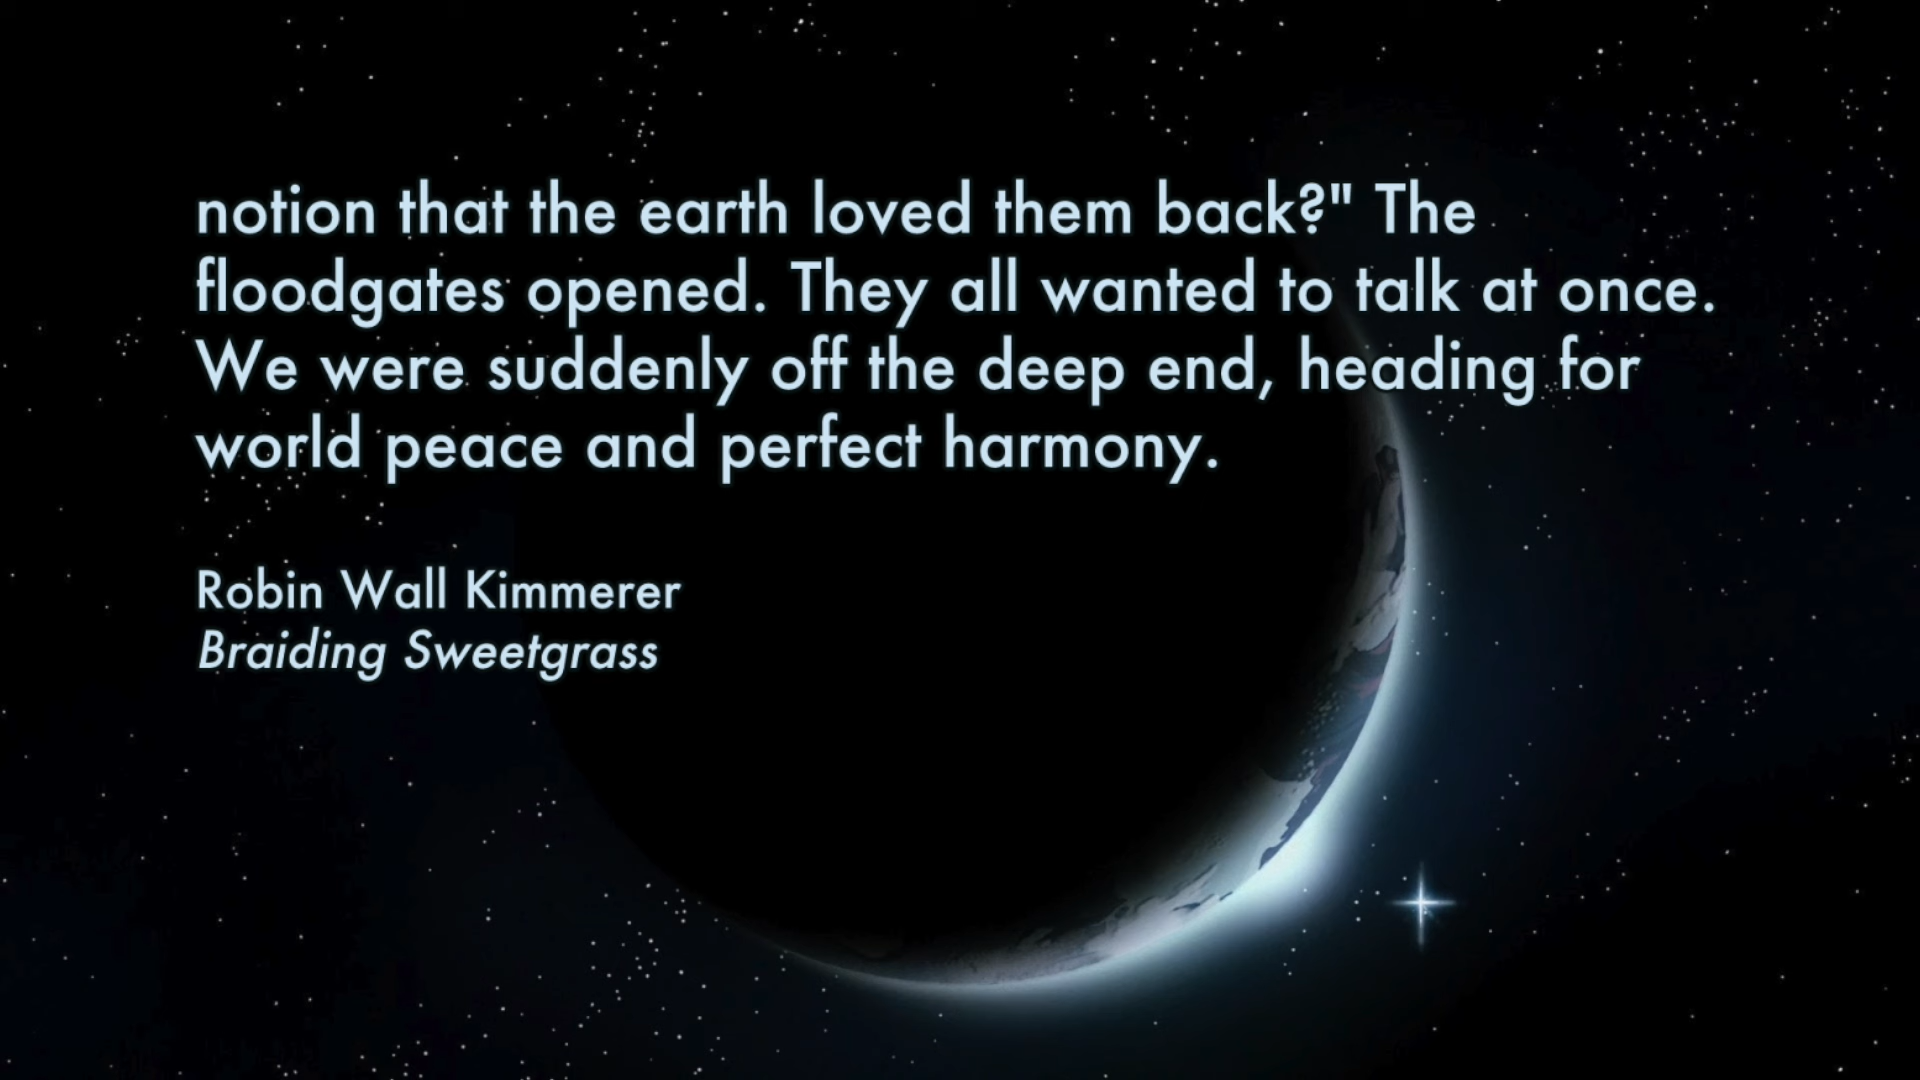 notion that the earth loved them back?" The
floodgates opened. They all wanted to talk at once.
We were suddenly off the deep end, heading for
world peace and perfect harmony.
Robin Wall Kimmerer
Braiding Sweetgrass